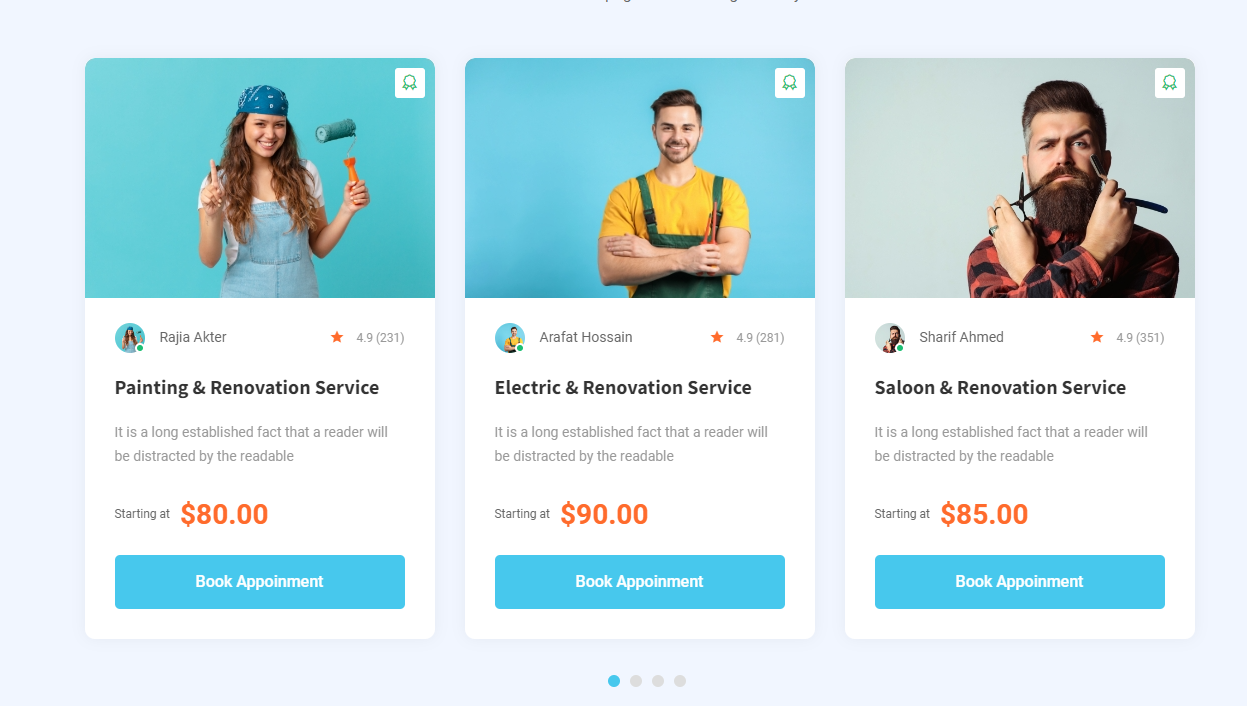 Rajia Akter
4.9 (231)
Painting & Renovation Service
It is a long established fact that a reader will
be distracted by the readable
Starting at $80.00
Book Appoinment
Arafat Hossain
4.9 (281)
Electric & Renovation Service
It is a long established fact that a reader will
be distracted by the readable
Starting at $90.00
Book Appoinment
Sharif Ahmed
4.9 (351)
Saloon & Renovation Service
It is a long established fact that a reader will
be distracted by the readable
Starting at $85.00
Book Appoinment